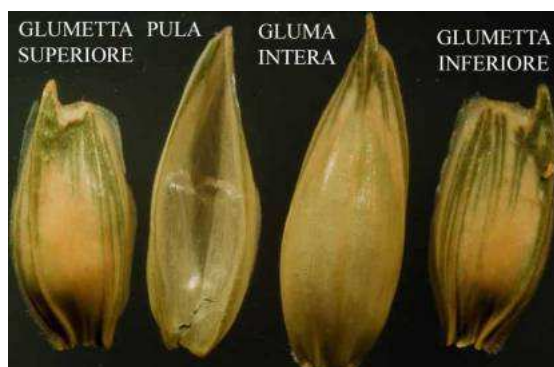 GLUMETTA
SUPERIORE
PULA
GLUMA
INTERA
GLUMETTA
INFERIORE